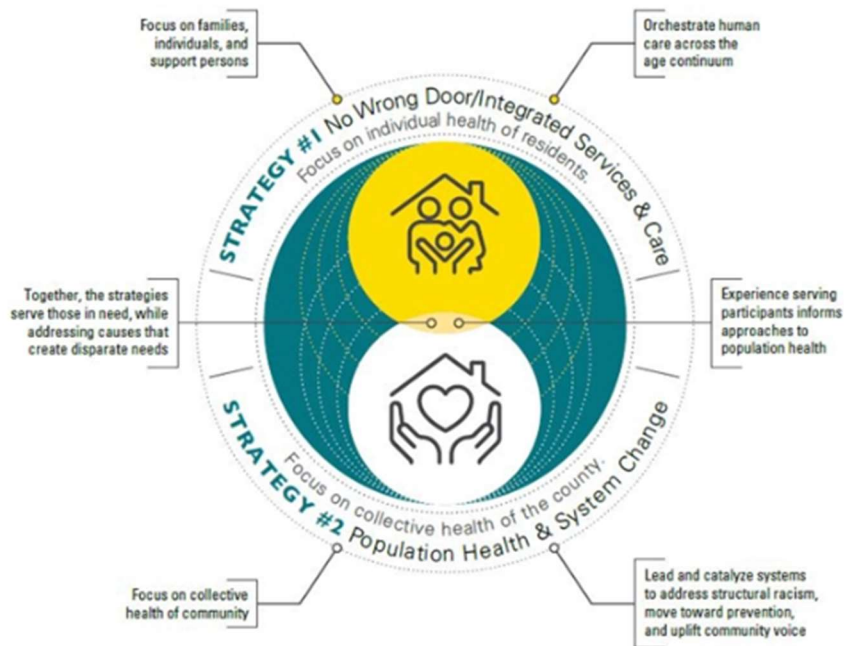 Focus on families,
individuals, and
support persons
Orchestrate human
care across the
age continuum
STRATEGY #1 No Wrong Door/Integrated Services & Care
Focus on individual health of residents.
Together, the strategies
serve those in need, while
addressing causes that
create disparate needs
Experience serving
participants informs
approaches to
population health
Focus on collective health of the county.
STRATEGY #2 Population Health & System Change
Focus on collective
health of community
Lead and catalyze systems
to address structural racism,
move toward prevention,
and uplift community voice